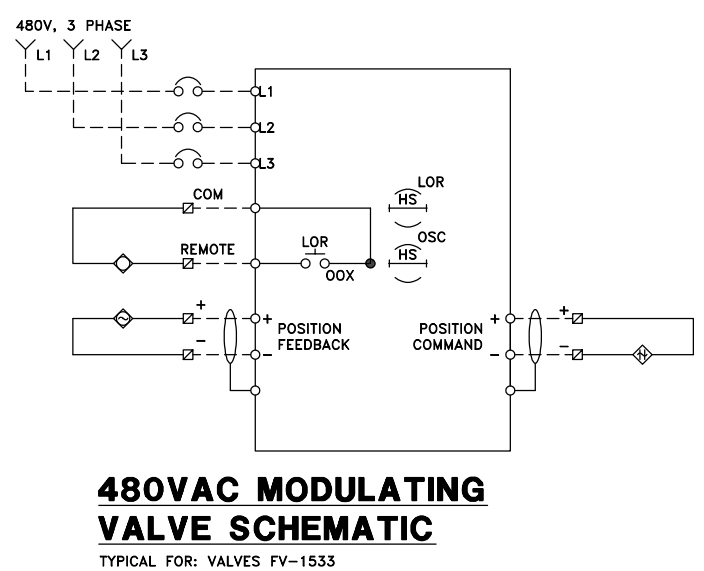 480V, 3 PHASE
L1 L2 L3
L1
L2
L3
COM
LOR
HS
REMOTE
LOR
OOX
OSC
HS
+ + + +
POSITION FEEDBACK
POSITION COMMAND
- - - -
480VAC MODULATING
VALVE SCHEMATIC
TYPICAL FOR: VALVES FV-1533